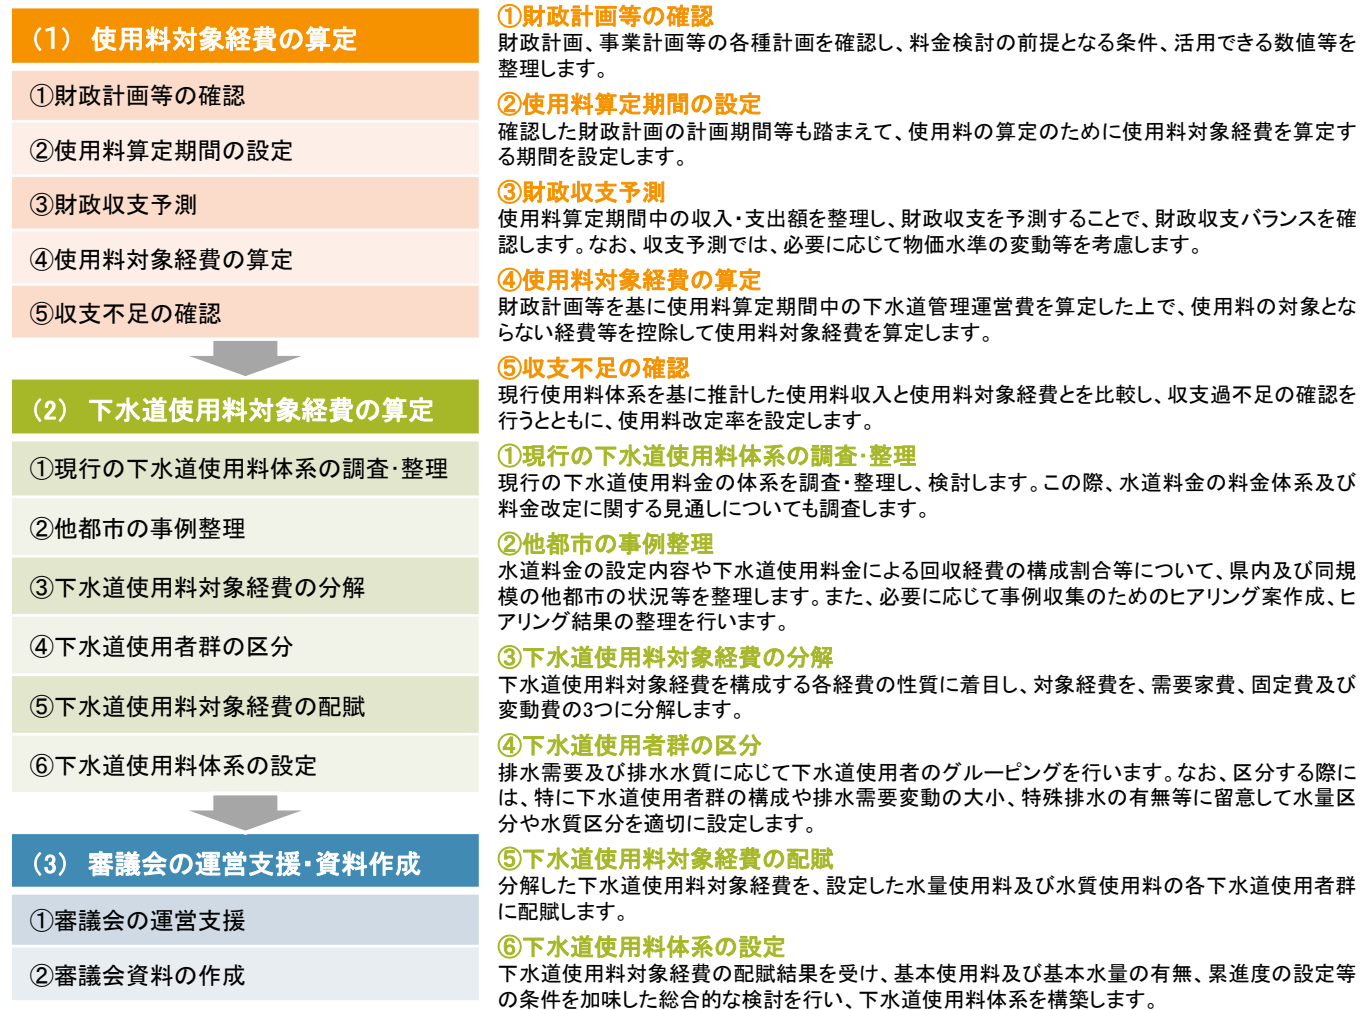 （1） 使用料対象経費の算定
①財政計画等の確認
②使用料算定期間の設定
③財政収支予測
④使用料対象経費の算定
⑤収支不足の確認
（2） 下水道使用料対象経費の算定
①現行の下水道使用料体系の調査・整理
②他都市の事例整理
③下水道使用料対象経費の分解
④下水道使用者群の区分
⑤下水道使用料対象経費の配賦
⑥下水道使用料体系の設定
（3） 審議会の運営支援・資料作成
①審議会の運営支援
②審議会資料の作成
①財政計画等の確認
財政計画、事業計画等の各種計画を確認し、料金検討の前提となる条件、活用できる数値等を
整理します。
②使用料算定期間の設定
確認した財政計画の計画期間等も踏まえて、使用料の算定のために使用料対象経費を算定す
る期間を設定します。
③財政収支予測
使用料算定期間中の収入・支出額を整理し、財政収支を予測することで、財政収支バランスを確
認します。なお、収支予測では、必要に応じて物価水準の変動等を考慮します。
④使用料対象経費の算定
財政計画等を基に使用料算定期間中の下水道管理運営費を算定した上で、使用料の対象とな
らない経費等を控除して使用料対象経費を算定します。
⑤収支不足の確認
現行使用料体系を基に推計した使用料収入と使用料対象経費とを比較し、収支過不足の確認を
行うとともに、使用料改定率を設定します。
①現行の下水道使用料体系の調査・整理
現行の下水道使用料金の体系を調査・整理し、検討します。この際、水道料金の料金体系及び
料金改定に関する見通しについても調査します。
②他都市の事例整理
水道料金の設定内容や下水道使用料金による回収経費の構成割合等について、県内及び同規
模の他都市の状況等を整理します。また、必要に応じて事例収集のためのヒアリング案作成、ヒ
アリング結果の整理を行います。
③下水道使用料対象経費の分解
下水道使用料対象経費を構成する各経費の性質に着目し、対象経費を、需要家費、固定費及び
変動費の3つに分解します。
④下水道使用者群の区分
排水需要及び排水水質に応じて下水道使用者のグルーピングを行います。なお、区分する際に
は、特に下水道使用者群の構成や排水需要変動の大小、特殊排水の有無等に留意して水量区
分や水質区分を適切に設定します。
⑤下水道使用料対象経費の配賦
分解した下水道使用料対象経費を、設定した水量使用料及び水質使用料の各下水道使用者群
に配賦します。
⑥下水道使用料体系の設定
下水道使用料対象経費の配賦結果を受け、基本使用料及び基本水量の有無、累進度の設定等
の条件を加味した総合的な検討を行い、下水道使用料体系を構築します。